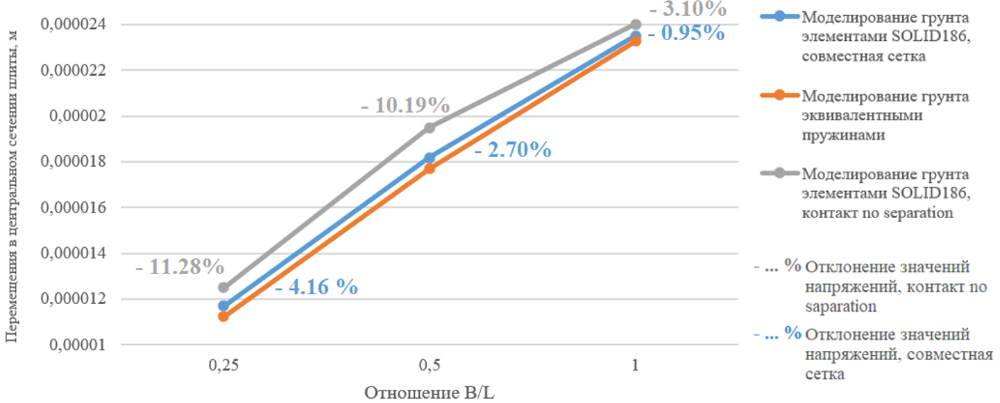 Перемещения в центральном сечении плиты, м
0,000024
0,000022
0,00002
0,000018
0,000016
0,000014
0,000012
0,00001
- 3.10%
- 0.95%
- 10.19%
- 2.70%
- 11.28%
- 4.16 %
0,25
0,5
1
Отношение B/L
Моделирование грунта
элементами SOLID186,
совместная сетка
Моделирование грунта
эквивалентными
пружинами
Моделирование грунта
элементами SOLID186,
контакт no separation
- ... % Отклонение значений
напряжений, контакт no
saparation
- ... % Отклонение значений
напряжений, совместная
сетка